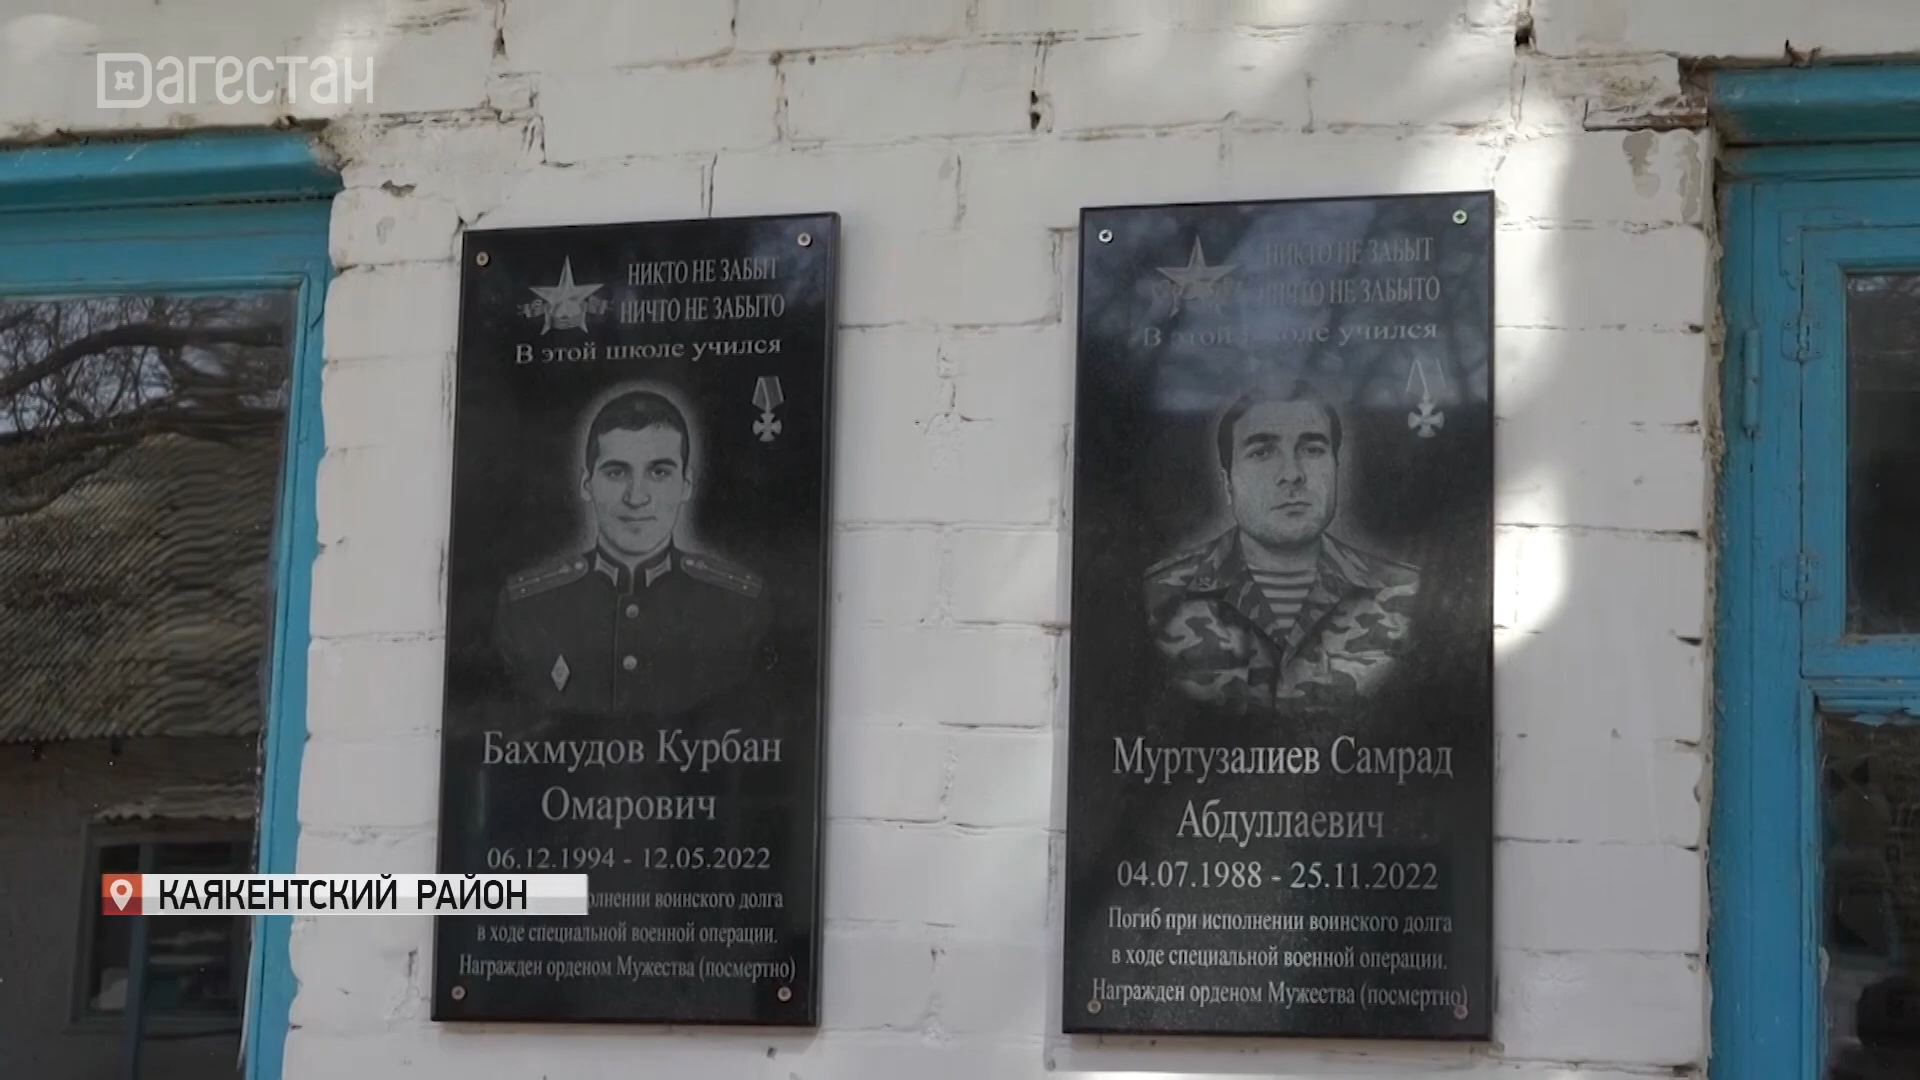 Дагестан
НИКТО НЕ ЗАБЫТ
НИЧТО НЕ ЗАБЫТО
В этой школе учился
Бахмудов Курбан
Омарович
06.12.1994 - 12.05.2022
воинского долга
в ходе специальной военной операции.
Награжден орденом Мужества (посмертно)
НИКТО НЕ ЗАБЫТ
НИЧТО НЕ ЗАБЫТО
В этой школе учился
Муртузалиев Самрад
Абдуллаевич
04.07.1988 - 25.11.2022
Погиб при исполнении воинского долга
в ходе специальной военной операции.
Награжден орденом Мужества (посмертно)
КАЯКЕНТСКИЙ РАЙОН